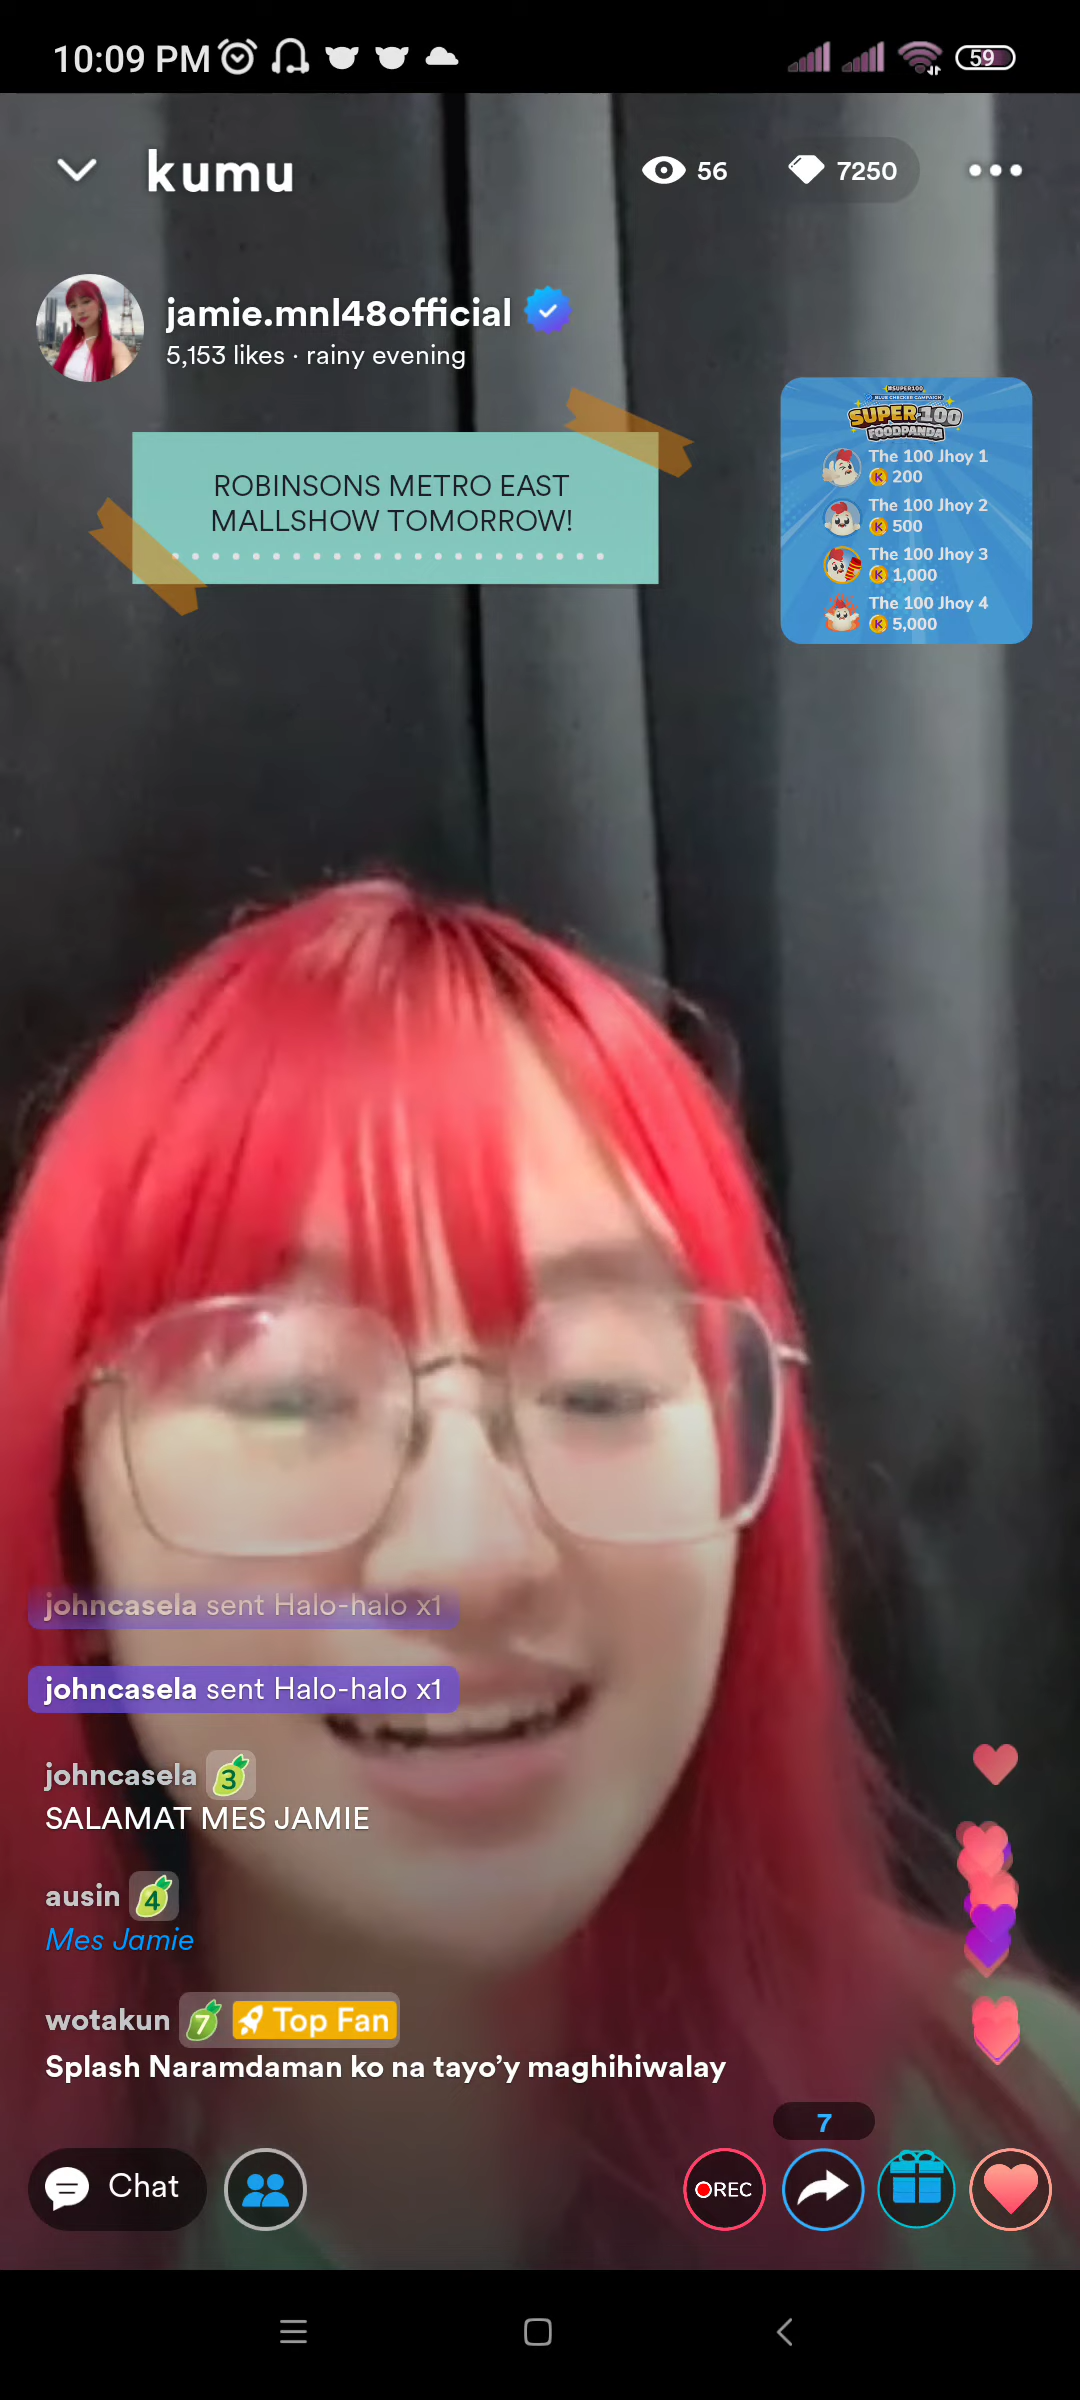 10:09 PM
59
kumu
56
7250
jamie.mnl48official
5,153 likes · rainy evening
ROBINSONS METRO EAST
MALLSHOW TOMORROW!
#SUPER100
BLUE CHECKER CAMPAIGN
SUPER 100
FOODPANDA
The 100 Jhoy 1
K 200
The 100 Jhoy 2
K 500
The 100 Jhoy 3
K 1,000
The 100 Jhoy 4
K 5,000
johncasela sent Halo-halo x1
johncasela sent Halo-halo x1
johncasela 3
SALAMAT MES JAMIE
ausin 4
Mes Jamie
wotakun 7 Top Fan
Splash Naramdaman ko na tayo’y maghihiwalay
7
Chat
REC